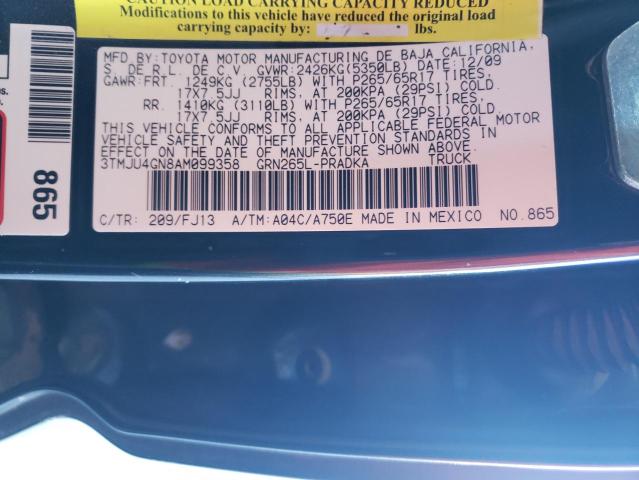 CAUTION LOAD CARRYING CAPACITY REDUCED
Modifications to this vehicle have reduced the original load
carrying capacity by: lbs.
MFD.BY:TOYOTA MOTOR MANUFACTURING DE BAJA CALIFORNIA,
S. DE R.L. DE C.V. GVWR:2426KG(5350LB) DATE:12/09
GAWR:FRT. 1249KG (2755LB) WITH P265/65R17 TIRES,
17X7.5JJ RIMS, AT 200KPA (29PSI) COLD.
RR. 1410KG (3110LB) WITH P265/65R17 TIRES,
17X7.5JJ RIMS, AT 200KPA (29PSI) COLD.
THIS VEHICLE CONFORMS TO ALL APPLICABLE FEDERAL MOTOR
VEHICLE SAFETY AND THEFT PREVENTION STANDARDS IN
EFFECT ON THE DATE OF MANUFACTURE SHOWN ABOVE.
3TMJU4GN8AM099358 GRN265L-PRADKA TRUCK
C/TR: 209/FJ13 A/TM:A04C/A750E MADE IN MEXICO NO.865
865